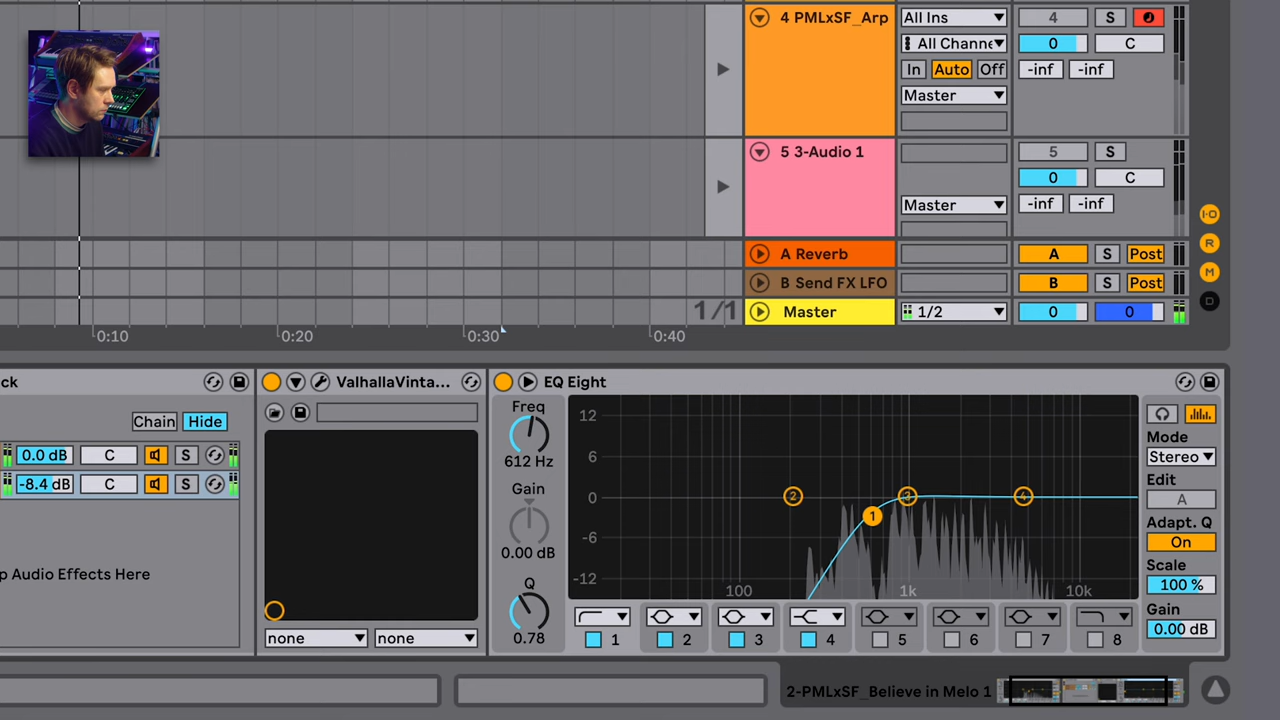 4 PMLxSF_Arp
All Ins
4
S
All Channe
0
C
In
Auto
Off
-inf
-inf
Master
5 3-Audio 1
5
S
0
C
Master
-inf
-inf
I·O
A Reverb
A
S
Post
R
B Send FX LFO
B
S
Post
M
1/1
Master
1/2
0
0
D
0:10
0:20
0:30
0:40
ck
ValhallaVinta...
EQ Eight
Chain
Hide
0.0 dB
C
S
-8.4 dB
C
S
p Audio Effects Here
none
none
Freq
612 Hz
Gain
0.00 dB
Q
0.78
12
6
0
-6
-12
2
1
3
4
100
1k
10k
1
2
3
4
5
6
7
8
Mode
Stereo
Edit
A
Adapt. Q
On
Scale
100 %
Gain
0.00 dB
2-PMLxSF_Believe in Melo 1